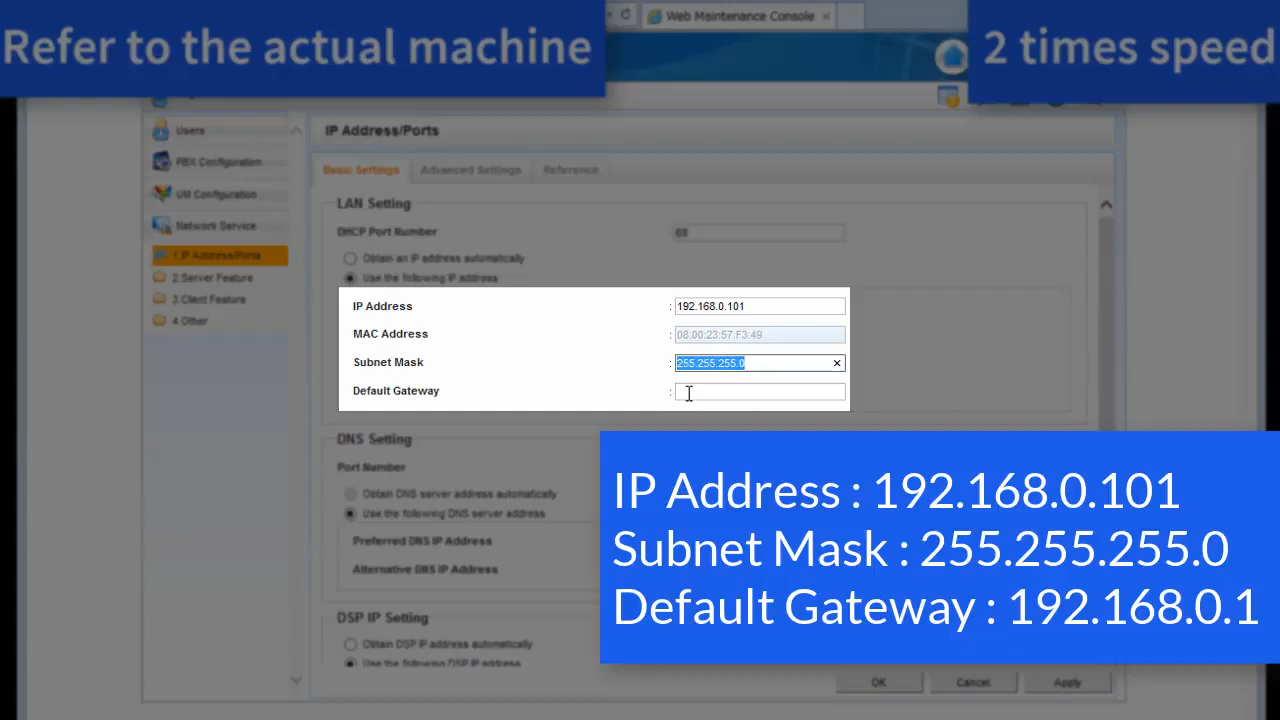 Refer to the actual machine
Web Maintenance Console
2 times speed
Users
PBX Configuration
UM Configuration
Network Service
1.IP Address/Ports
2.Server Feature
3.Client Feature
4.Other
IP Address/Ports
Basic Settings
Advanced Settings
Reference
LAN Setting
DHCP Port Number : 68
Obtain an IP address automatically
Use the following IP address
IP Address : 192.168.0.101
MAC Address : 08:00:23:57:F3:49
Subnet Mask : 255.255.255.0
Default Gateway :
DNS Setting
Port Number
Obtain DNS server address automatically
Use the following DNS server address
Preferred DNS IP Address
Alternative DNS IP Address
DSP IP Setting
Obtain DSP IP address automatically
Use the following DSP IP address
IP Address : 192.168.0.101
Subnet Mask : 255.255.255.0
Default Gateway : 192.168.0.1
OK
Cancel
Apply